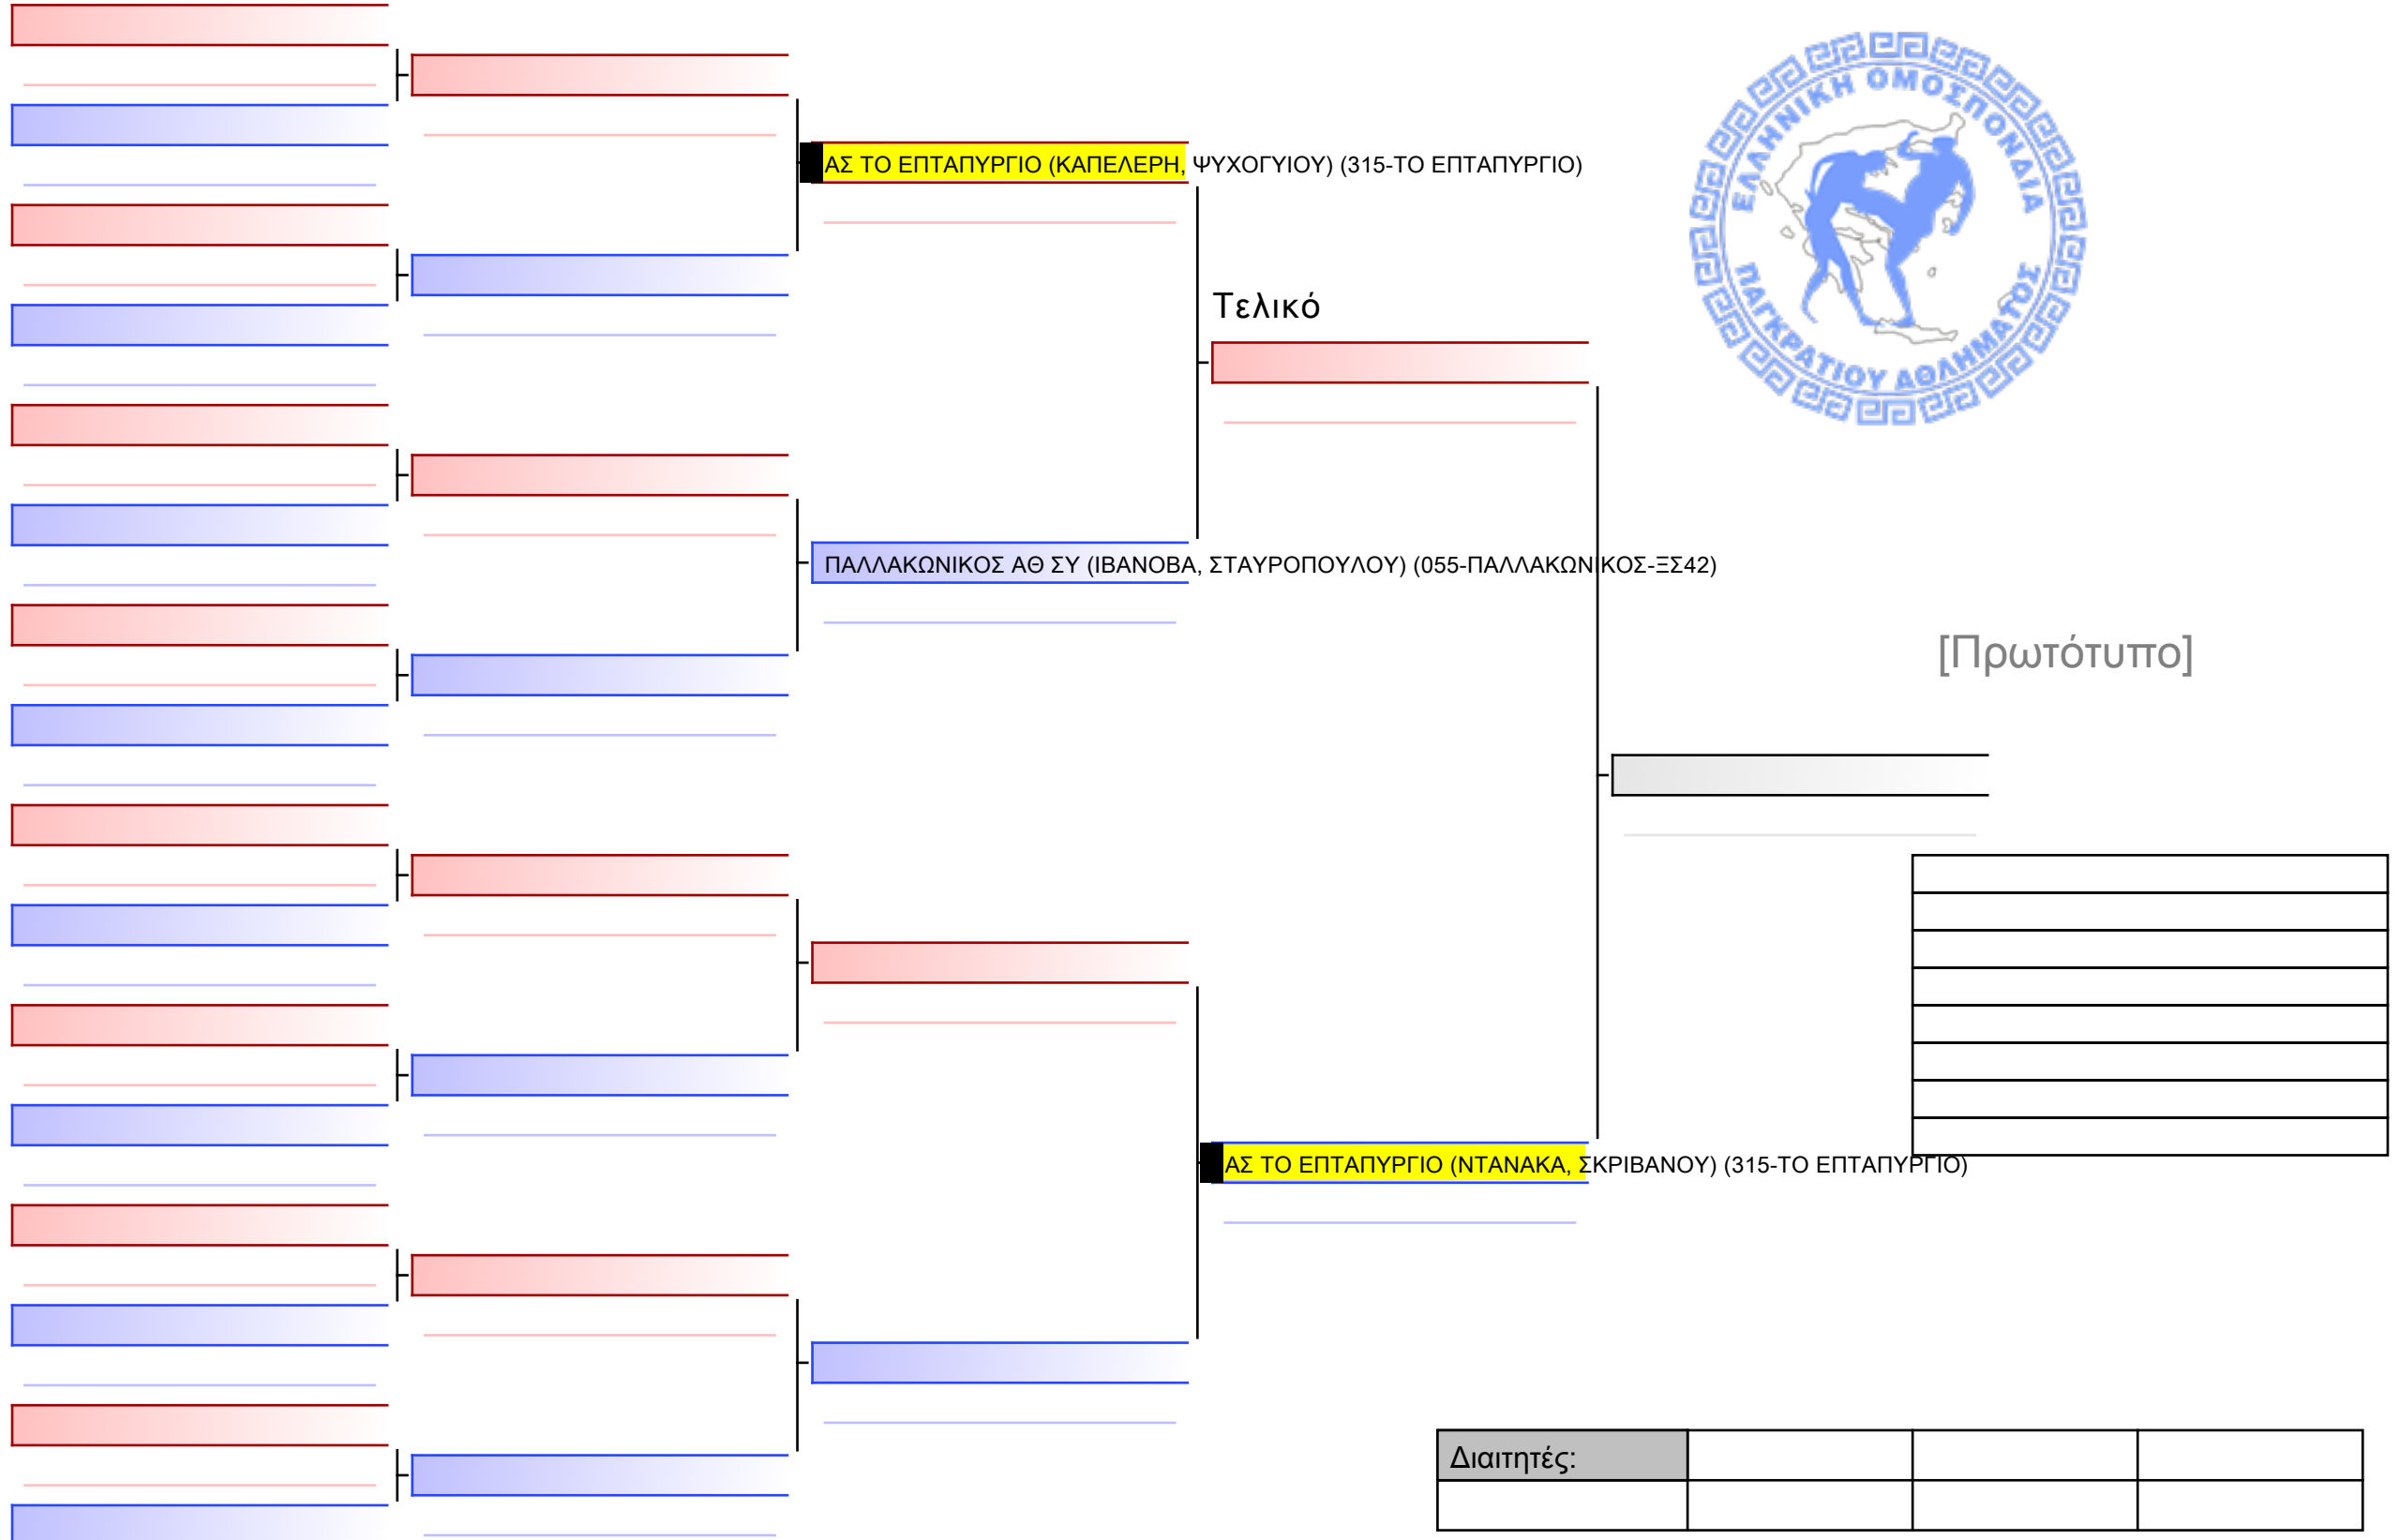 ΕΛΛΗΝΙΚΗ ΟΜΟΣΠΟΝΔΙΑ
ΠΑΓΚΡΑΤΙΟΥ ΑΘΛΗΜΑΤΟΣ
ΑΣ ΤΟ ΕΠΤΑΠΥΡΓΙΟ (ΚΑΠΕΛΕΡΗ, ΨΥΧΟΓΥΙΟΥ) (315-ΤΟ ΕΠΤΑΠΥΡΓΙΟ)
Τελικό
ΠΑΛΛΑΚΩΝΙΚΟΣ ΑΘ ΣΥ (ΙΒΑΝΟΒΑ, ΣΤΑΥΡΟΠΟΥΛΟΥ) (055-ΠΑΛΛΑΚΩΝΙΚΟΣ-ΞΣ42)
[Πρωτότυπο]
ΑΣ ΤΟ ΕΠΤΑΠΥΡΓΙΟ (ΝΤΑΝΑΚΑ, ΣΚΡΙΒΑΝΟΥ) (315-ΤΟ ΕΠΤΑΠΥΡΓΙΟ)
Διαιτητές: